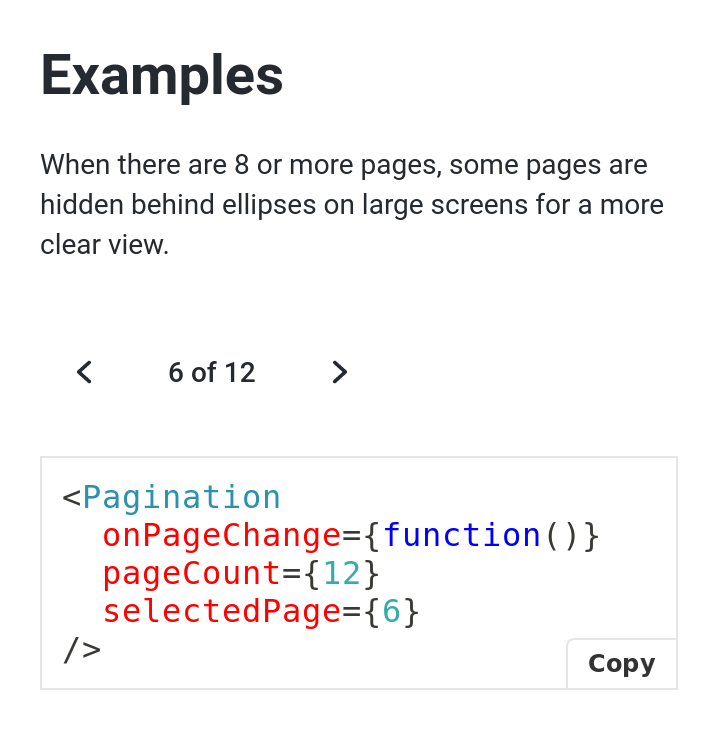 Examples
When there are 8 or more pages, some pages are
hidden behind ellipses on large screens for a more
clear view.
6 of 12
<Pagination
  onPageChange={function()}
  pageCount={12}
  selectedPage={6}
/>
Copy